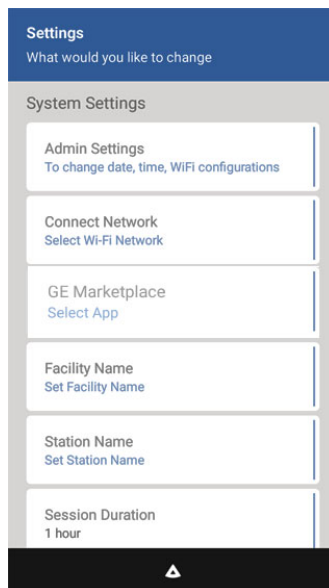 Settings
What would you like to change
System Settings
Admin Settings
To change date, time, WiFi configurations
Connect Network
Select Wi-Fi Network
GE Marketplace
Select App
Facility Name
Set Facility Name
Station Name
Set Station Name
Session Duration
1 hour